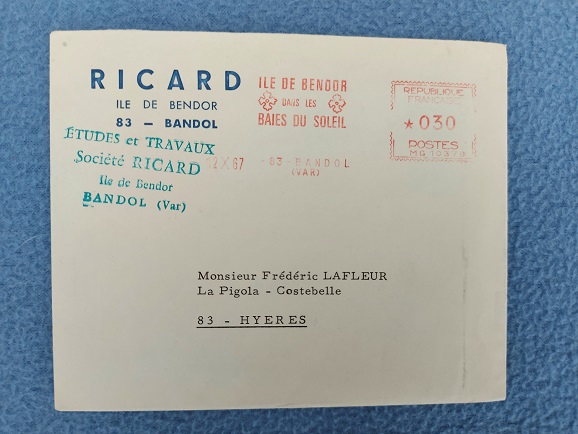 RICARD
ILE DE BENDOR
83 — BANDOL
ÉTUDES et TRAVAUX
Société RICARD
Ile de Bendor
BANDOL (Var)
ILE DE BENDOR
DANS LES
BAIES DU SOLEIL
12 X 67 - 83 - BANDOL
(VAR)
REPUBLIQUE
FRANCAISE
★ 030
POSTES
Monsieur Frédéric LAFLEUR
La Pigola - Costebelle
83 - HYERES